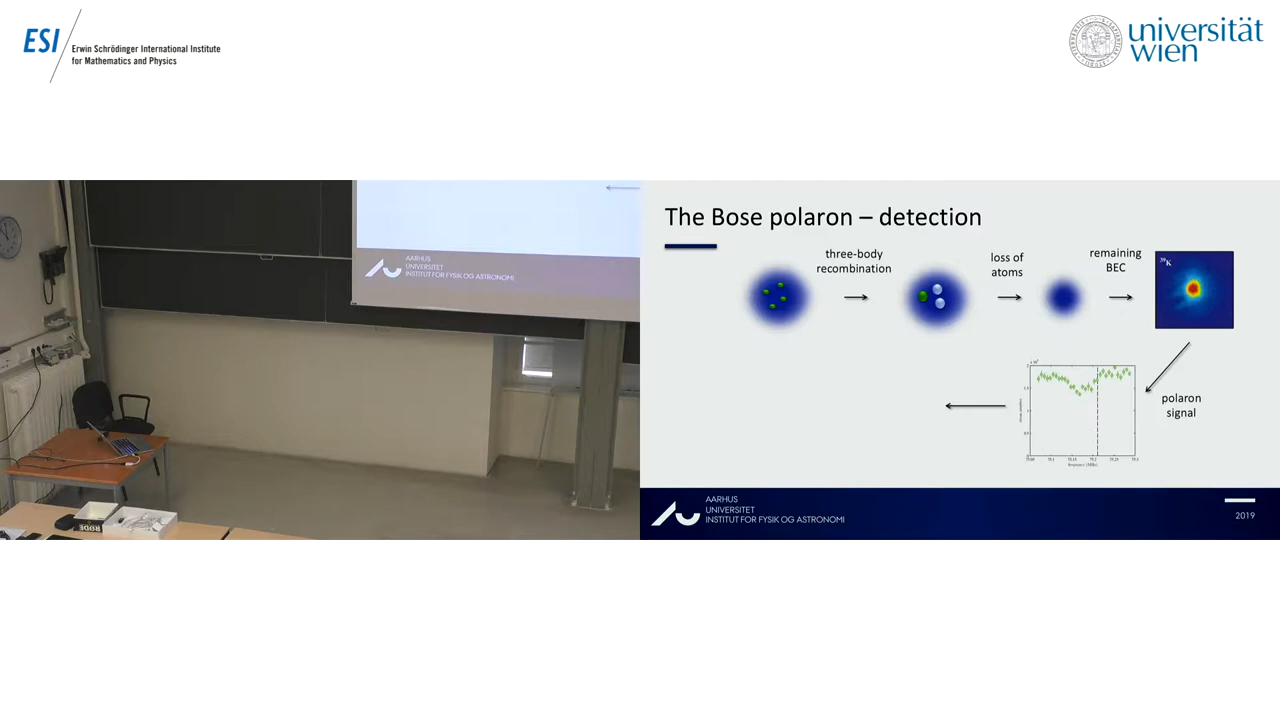 ESI
Erwin Schrödinger International Institute
for Mathematics and Physics
universität
wien
AARHUS
UNIVERSITET
INSTITUT FOR FYSIK OG ASTRONOMI
RØDE
The Bose polaron – detection
three-body
recombination
loss of
atoms
remaining
BEC
39K
polaron
signal
AARHUS
UNIVERSITET
INSTITUT FOR FYSIK OG ASTRONOMI
2019